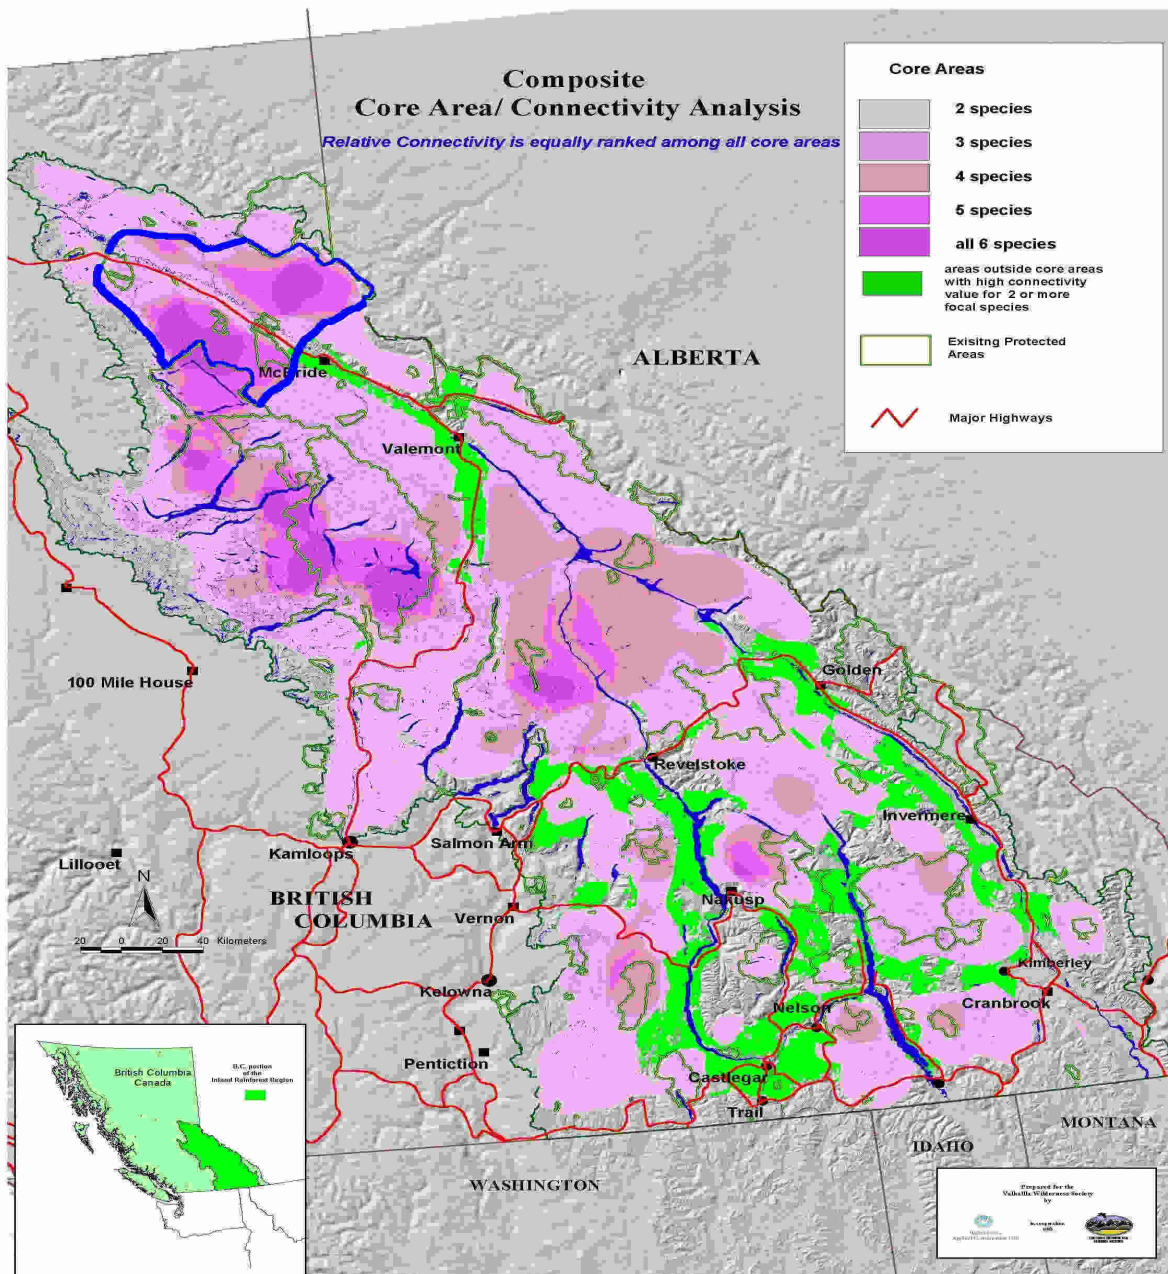 Composite
Core Area/ Connectivity Analysis
Relative Connectivity is equally ranked among all core areas
Core Areas
2 species
3 species
4 species
5 species
all 6 species
areas outside core areas
with high connectivity
value for 2 or more
focal species
Exisitng Protected
Areas
Major Highways
ALBERTA
McBride
Valemont
100 Mile House
Golden
Revelstoke
Invermere
Lillooet
Kamloops
Salmon Arm
BRITISH
COLUMBIA
Vernon
Nakusp
N
20 0 20 40 Kilometers
Kelowna
Kimberley
Cranbrook
Nelson
Pentiction
Castlegar
Trail
MONTANA
IDAHO
WASHINGTON
British Columbia
Canada
B.C. portion
of the
Inland Rainforest Region
Prepared for the
Valhalla Wilderness Society
by
in cooperation
with